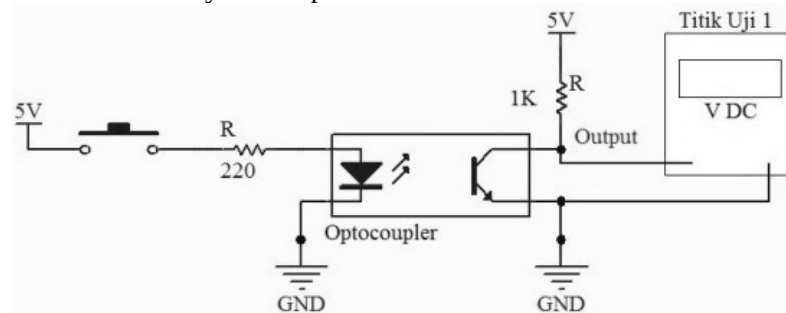 5V
Titik Uji 1
R
1K
V DC
5V
Output
R
220
Optocoupler
GND
GND